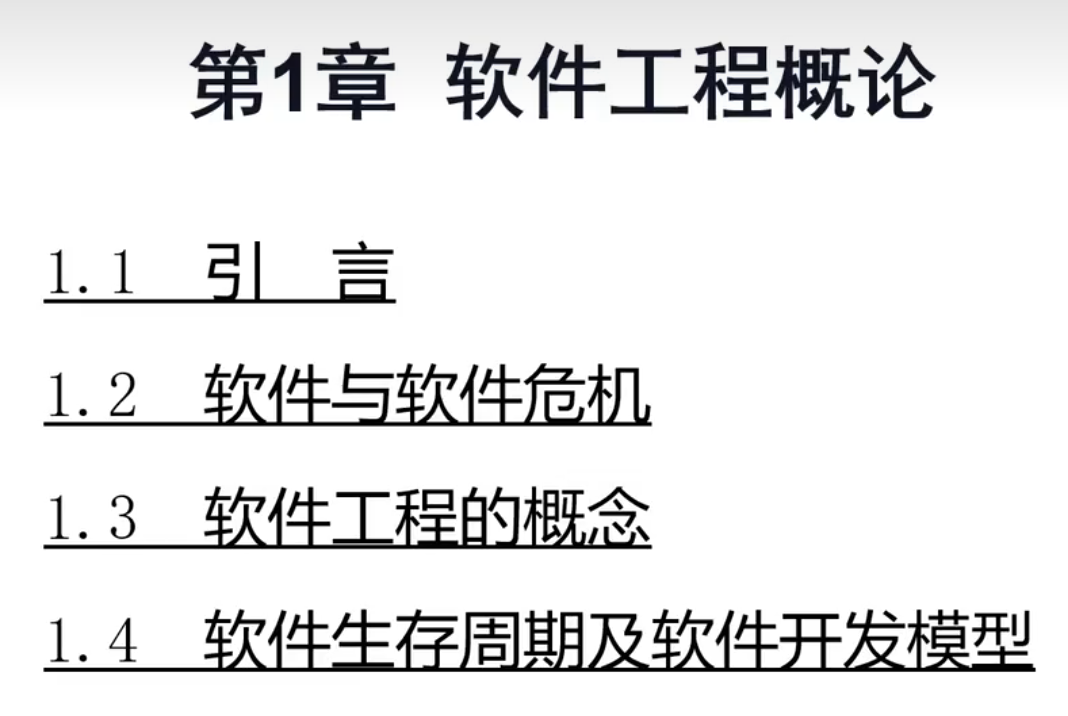 第1章 软件工程概论
1.1 引 言
1.2 软件与软件危机
1.3 软件工程的概念
1.4 软件生存周期及软件开发模型